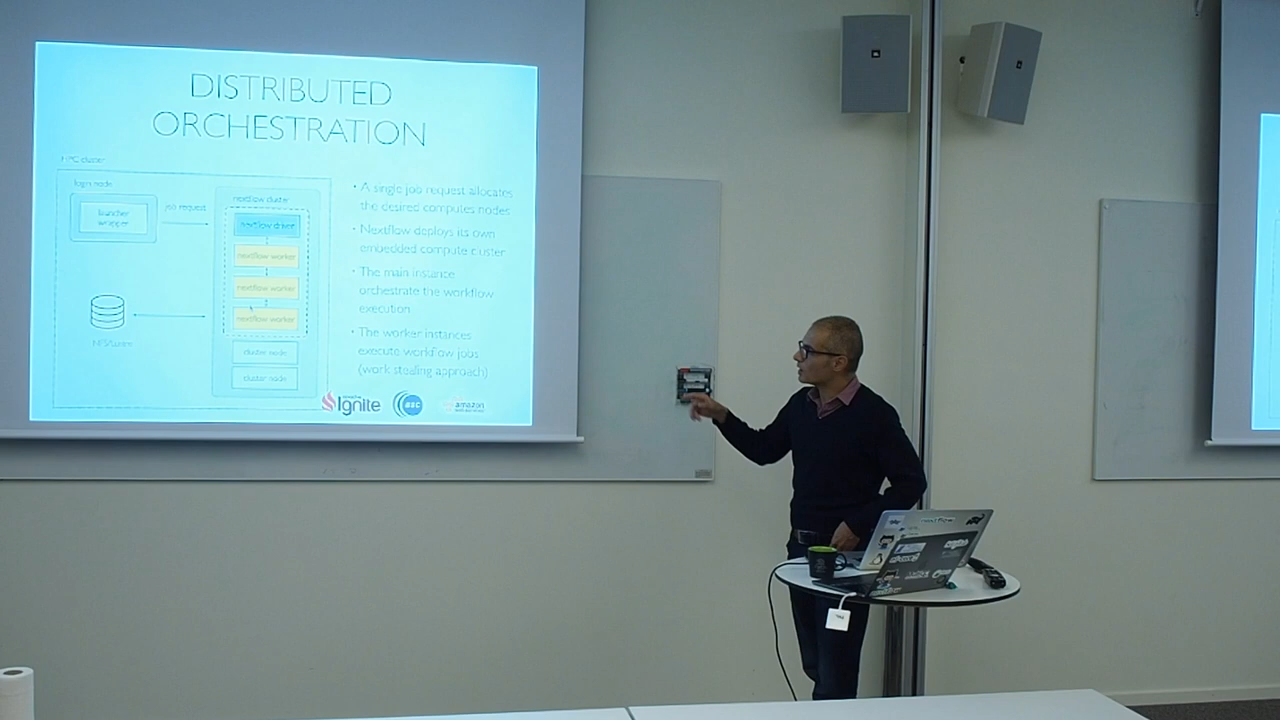 DISTRIBUTED
ORCHESTRATION
HPC cluster
login node
launcher
wrapper
job request
nextflow cluster
nextflow driver
nextflow worker
nextflow worker
nextflow worker
cluster node
cluster node
• A single job request allocates
the desired computes nodes
• Nextflow deploys its own
embedded compute cluster
• The main instance
orchestrate the workflow
execution
• The worker instances
execute workflow jobs
(work stealing approach)
Ignite
amazon
nextflow